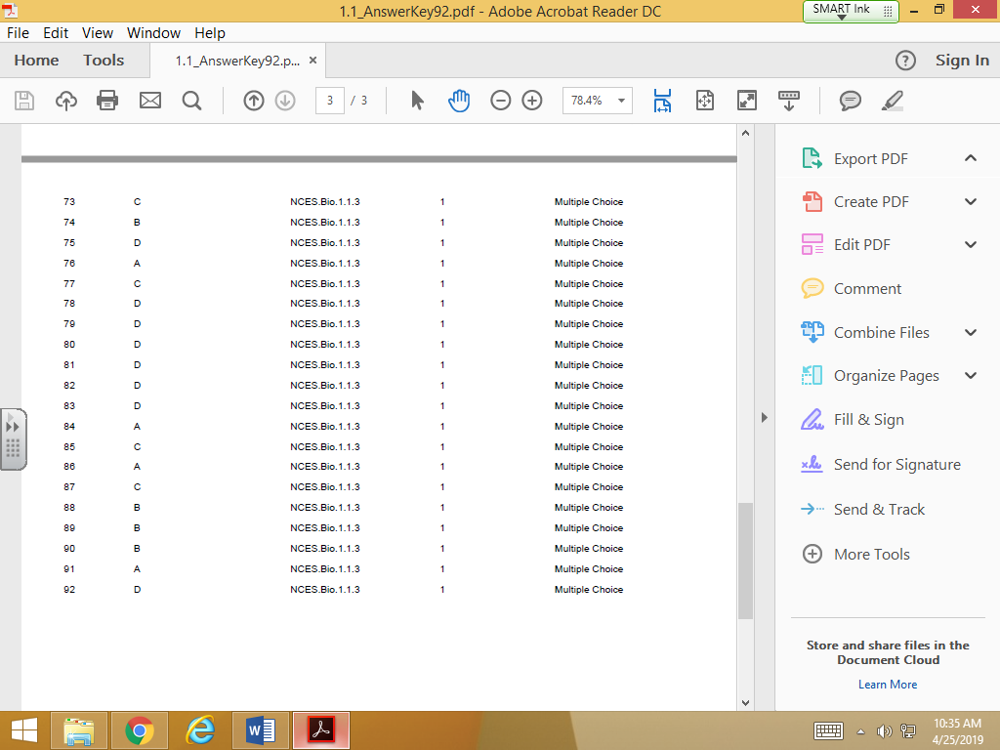 1.1_AnswerKey92.pdf - Adobe Acrobat Reader DC
SMART Ink
File Edit View Window Help
Home Tools 1.1_AnswerKey92.p... × ? Sign In
3 / 3 78.4%
73 C NCES.Bio.1.1.3 1 Multiple Choice
74 B NCES.Bio.1.1.3 1 Multiple Choice
75 D NCES.Bio.1.1.3 1 Multiple Choice
76 A NCES.Bio.1.1.3 1 Multiple Choice
77 C NCES.Bio.1.1.3 1 Multiple Choice
78 D NCES.Bio.1.1.3 1 Multiple Choice
79 D NCES.Bio.1.1.3 1 Multiple Choice
80 D NCES.Bio.1.1.3 1 Multiple Choice
81 D NCES.Bio.1.1.3 1 Multiple Choice
82 D NCES.Bio.1.1.3 1 Multiple Choice
83 D NCES.Bio.1.1.3 1 Multiple Choice
84 A NCES.Bio.1.1.3 1 Multiple Choice
85 C NCES.Bio.1.1.3 1 Multiple Choice
86 A NCES.Bio.1.1.3 1 Multiple Choice
87 C NCES.Bio.1.1.3 1 Multiple Choice
88 B NCES.Bio.1.1.3 1 Multiple Choice
89 B NCES.Bio.1.1.3 1 Multiple Choice
90 B NCES.Bio.1.1.3 1 Multiple Choice
91 A NCES.Bio.1.1.3 1 Multiple Choice
92 D NCES.Bio.1.1.3 1 Multiple Choice
Export PDF
Create PDF
Edit PDF
Comment
Combine Files
Organize Pages
Fill & Sign
Send for Signature
Send & Track
More Tools
Store and share files in the
Document Cloud
Learn More
10:35 AM
4/25/2019